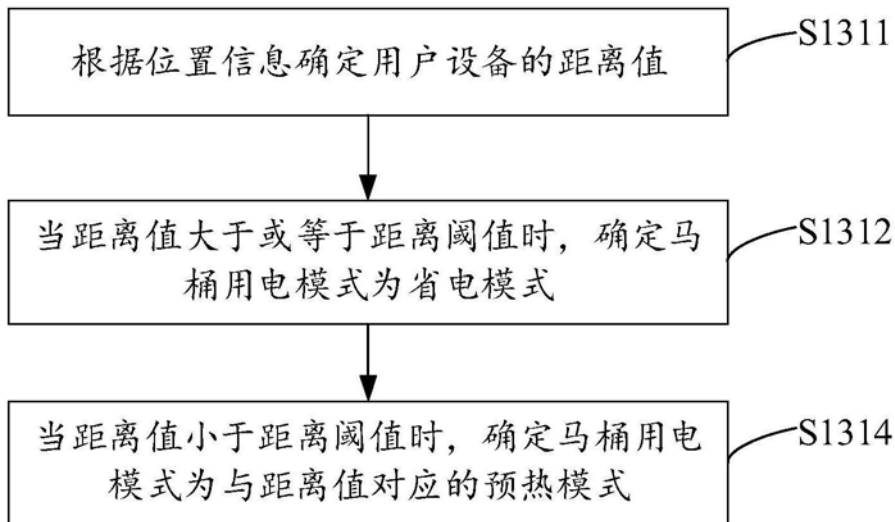 根据位置信息确定用户设备的距离值
S1311
当距离值大于或等于距离阈值时，确定马
桶用电模式为省电模式
S1312
当距离值小于距离阈值时，确定马桶用电
模式为与距离值对应的预热模式
S1314